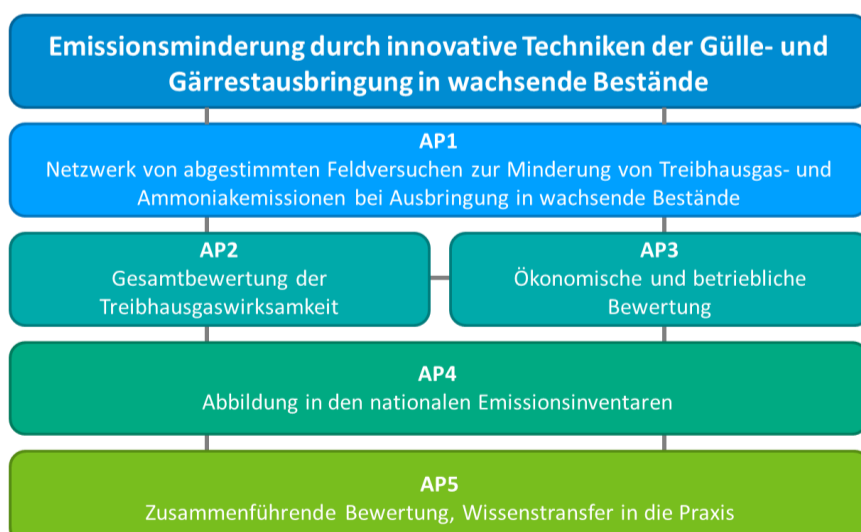 Emissionsminderung durch innovative Techniken der Gülle- und
Gärrestausbringung in wachsende Bestände
AP1
Netzwerk von abgestimmten Feldversuchen zur Minderung von Treibhausgas- und
Ammoniakemissionen bei Ausbringung in wachsende Bestände
AP2
Gesamtbewertung der
Treibhausgaswirksamkeit
AP3
Ökonomische und betriebliche
Bewertung
AP4
Abbildung in den nationalen Emissionsinventaren
AP5
Zusammenführende Bewertung, Wissenstransfer in die Praxis